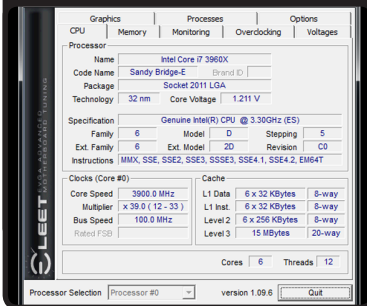 Graphics Processes Options
CPU Memory Monitoring Overclocking Voltages
Processor
Name Intel Core i7 3960X
Code Name Sandy Bridge-E Brand ID
Package Socket 2011 LGA
Technology 32 nm Core Voltage 1.211 V
Specification Genuine Intel(R) CPU @ 3.30GHz (ES)
Family 6 Model D Stepping 5
Ext. Family 6 Ext. Model 2D Revision C0
Instructions MMX, SSE, SSE2, SSE3, SSSE3, SSE4.1, SSE4.2, EM64T
Clocks (Core #0) Cache
Core Speed 3900.0 MHz L1 Data 6 x 32 KBytes 8-way
Multiplier x 39.0 ( 12 - 33 ) L1 Inst. 6 x 32 KBytes 8-way
Bus Speed 100.0 MHz Level 2 6 x 256 KBytes 8-way
Rated FSB Level 3 15 MBytes 20-way
Cores 6 Threads 12
Processor Selection Processor #0 version 1.09.6 Quit
ELEET EVGA ADVANCED
MOTHERBOARD TUNING